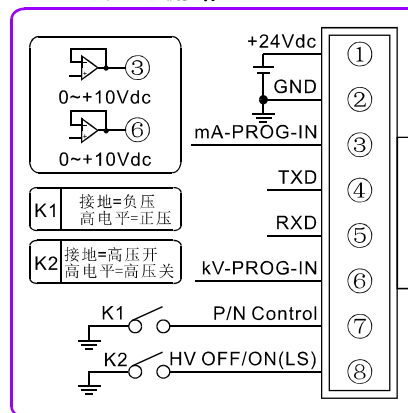 ③
0~+10Vdc
⑥
0~+10Vdc
K1
接地=负压
高电平=正压
K2
接地=高压开
高电平=高压关
+24Vdc ①
GND ②
mA-PROG-IN ③
TXD ④
RXD ⑤
kV-PROG-IN ⑥
K1 P/N Control ⑦
K2 HV OFF/ON(LS) ⑧